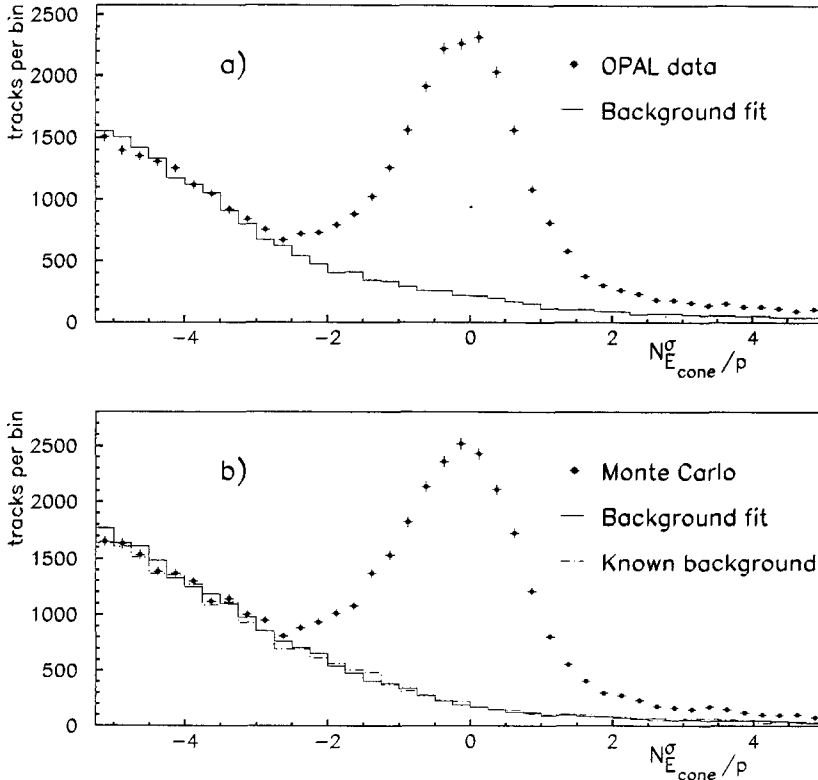 tracks per bin
2500
2000
1500
1000
500
0
a)
OPAL data
Background fit
−4
−2
0
2
4
N^σ_{E_cone}/p
tracks per bin
2500
2000
1500
1000
500
0
b)
Monte Carlo
Background fit
Known background
−4
−2
0
2
4
N^σ_{E_cone}/p